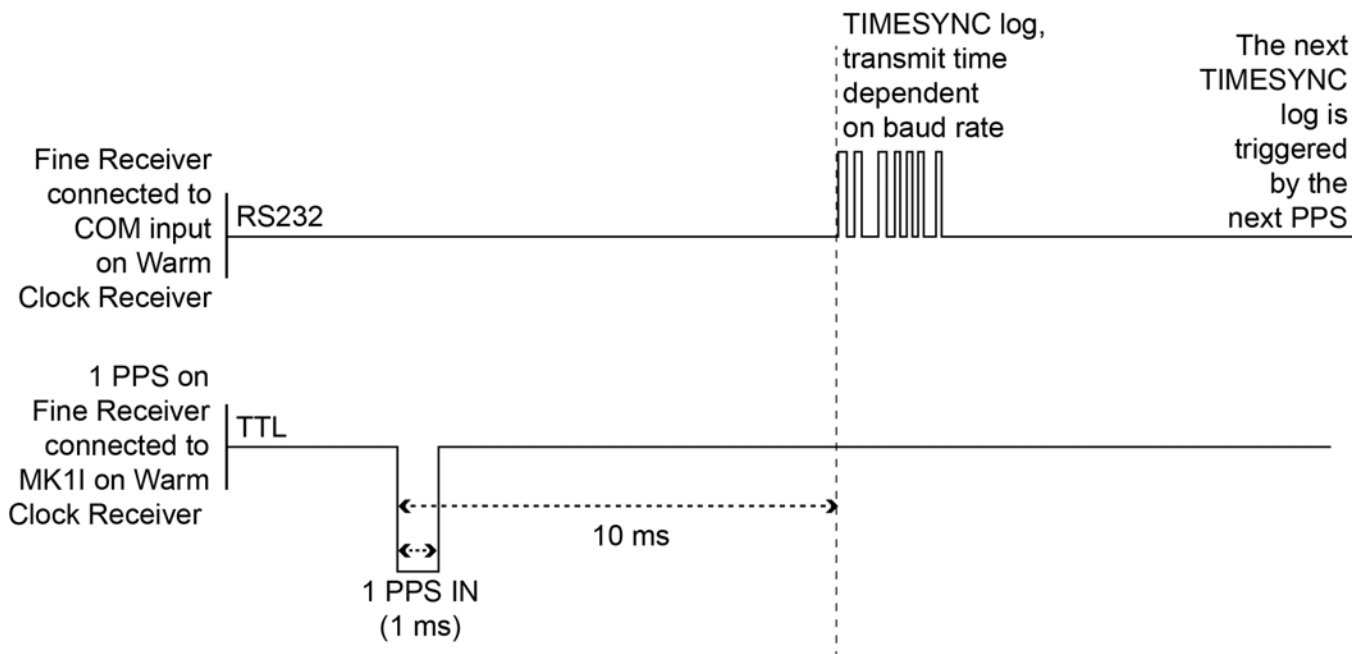 TIMESYNC log,
transmit time
dependent
on baud rate
The next
TIMESYNC
log is
triggered
by the
next PPS
Fine Receiver
connected to
COM input
on Warm
Clock Receiver
RS232
1 PPS on
Fine Receiver
connected to
MK1I on Warm
Clock Receiver
TTL
10 ms
1 PPS IN
(1 ms)